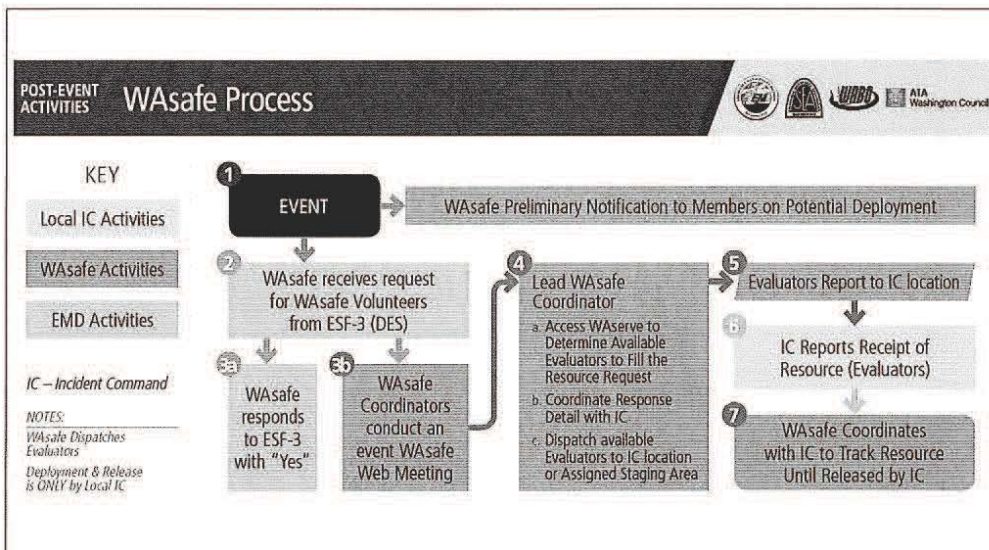 POST-EVENT
ACTIVITIES
WAsafe Process
WABO
AIA
Washington Council
KEY
Local IC Activities
WAsafe Activities
EMD Activities
IC – Incident Command
NOTES:
WAsafe Dispatches
Evaluators
Deployment & Release
is ONLY by Local IC
1
EVENT
WAsafe Preliminary Notification to Members on Potential Deployment
2
WAsafe receives request
for WAsafe Volunteers
from ESF-3 (DES)
3a
WAsafe
responds
to ESF-3
with "Yes"
3b
WAsafe
Coordinators
conduct an
event WAsafe
Web Meeting
4
Lead WAsafe
Coordinator
a. Access WAserve to
Determine Available
Evaluators to Fill the
Resource Request
b. Coordinate Response
Detail with IC
c. Dispatch available
Evaluators to IC location
or Assigned Staging Area
5
Evaluators Report to IC location
6
IC Reports Receipt of
Resource (Evaluators)
7
WAsafe Coordinates
with IC to Track Resource
Until Released by IC